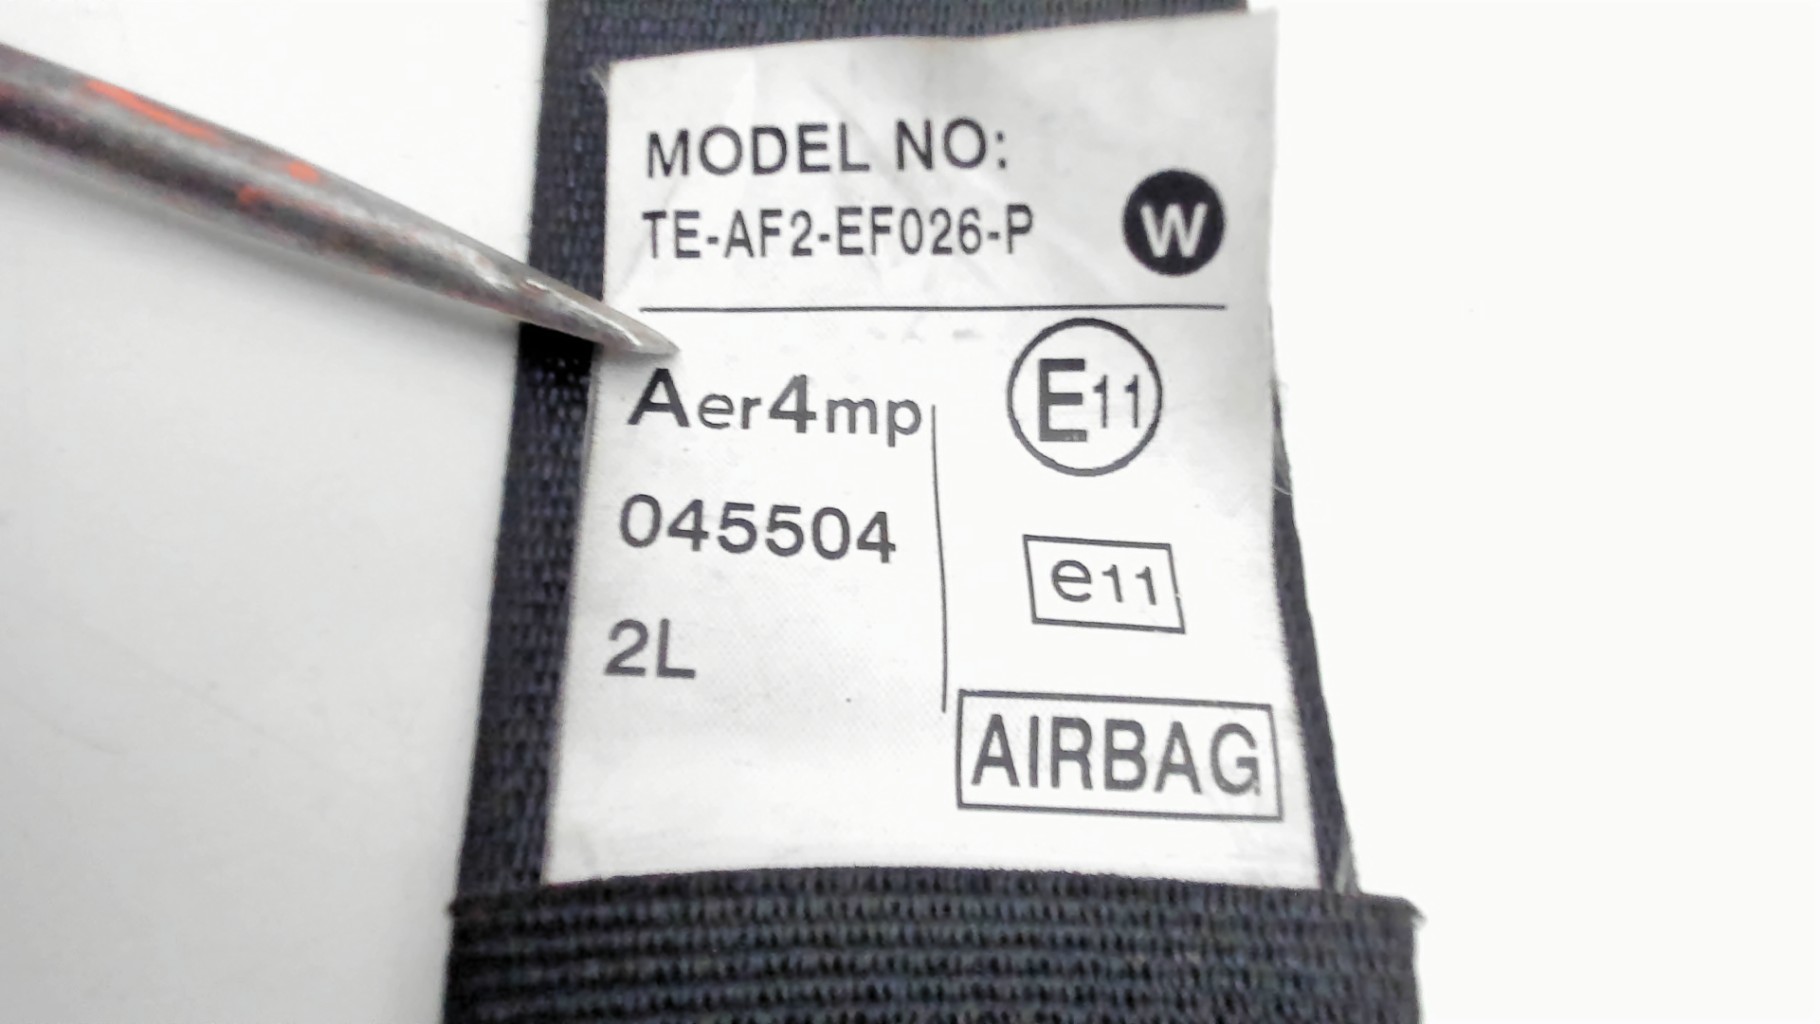 MODEL NO:
TE-AF2-EF026-P
W
Aer4mp
E11
045504
e11
2L
AIRBAG